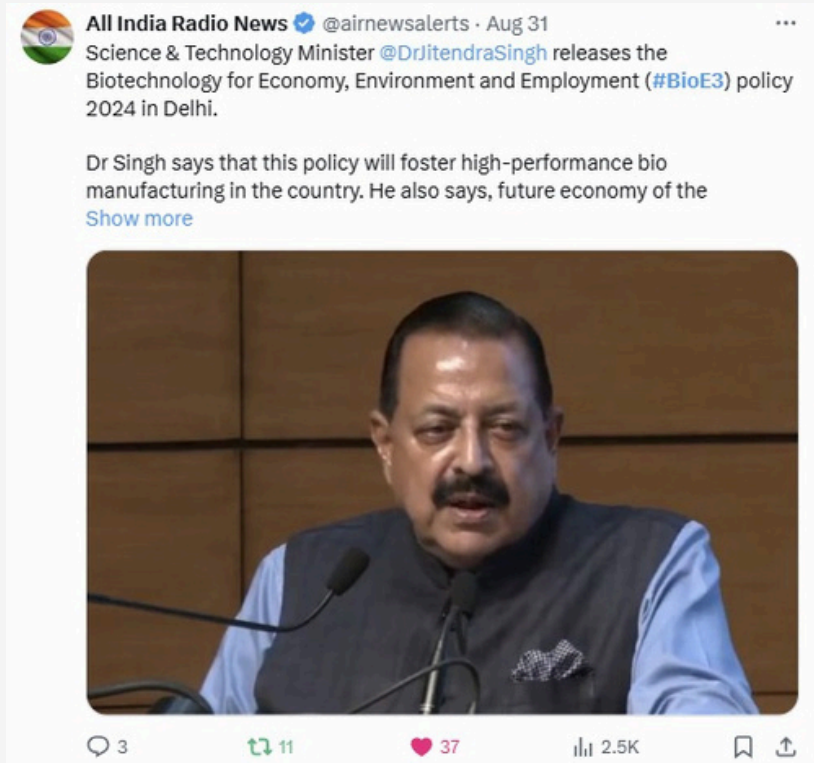 All India Radio News @airnewsalerts · Aug 31
Science & Technology Minister @DrJitendraSingh releases the
Biotechnology for Economy, Environment and Employment (#BioE3) policy
2024 in Delhi.
Dr Singh says that this policy will foster high-performance bio
manufacturing in the country. He also says, future economy of the
Show more
3 11 37 2.5K